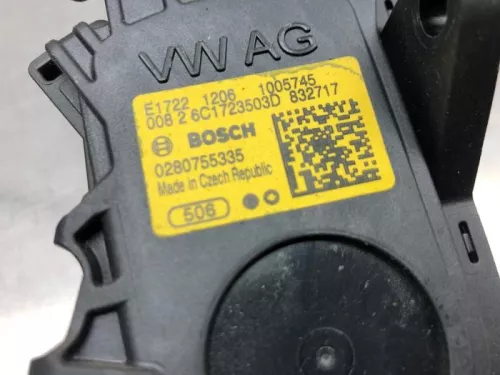 VW AG
E1722 1206 1005745
008 2 6C1723503D 832717
BOSCH
0280755335
Made in Czech Republic
506